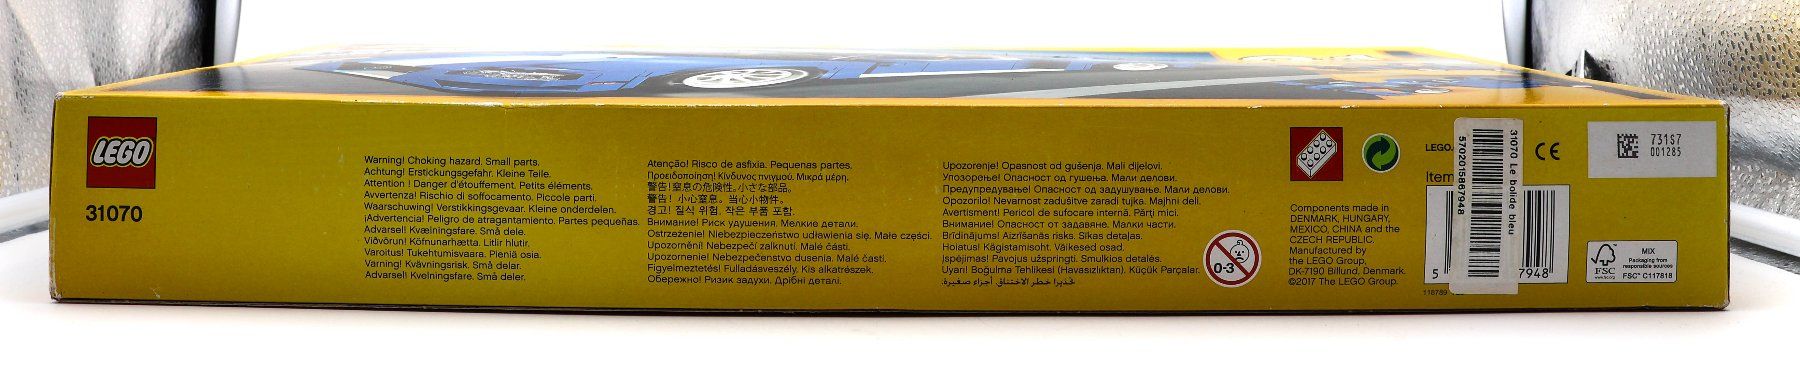 LEGO
31070
Warning! Choking hazard. Small parts.
Achtung! Erstickungsgefahr. Kleine Teile.
Attention ! Danger d'étouffement. Petits éléments.
Avvertenza! Rischio di soffocamento. Piccole parti.
Waarschuwing! Verstikkingsgevaar. Kleine onderdelen.
¡Advertencia! Peligro de atragantamiento. Partes pequeñas.
Advarsel! Kvælningsfare. Små dele.
Viðvörun! Köfnunarhætta. Litlir hlutir.
Varoitus! Tukehtumisvaara. Pieniä osia.
Varning! Kvävningsrisk. Små delar.
Advarsel! Kvelningsfare. Små deler.
Atenção! Risco de asfixia. Pequenas partes.
Προειδοποίηση! Κίνδυνος πνιγμού. Μικρά μέρη.
警告!窒息の危険性。小さな部品。
警告！小心窒息。当心小物件。
경고! 질식 위험. 작은 부품 포함.
Внимание! Риск удушения. Мелкие детали.
Ostrzeżenie! Niebezpieczeństwo udławienia się. Małe części.
Upozornění! Nebezpečí zalknutí. Malé části.
Upozornenie! Nebezpečenstvo dusenia. Malé časti.
Figyelmeztetés! Fulladásveszély. Kis alkatrészek.
Обережно! Ризик задухи. Дрібні деталі.
Upozorenje! Opasnost od gušenja. Mali dijelovi.
Упозорење! Опасност од гушења. Мали делови.
Предупредување! Опасност од задушување. Мали делови.
Opozorilo! Nevarnost zadušitve zaradi tujka. Majhni deli.
Avertisment! Pericol de sufocare internă. Părți mici.
Внимание! Опасност от задаване. Малки части.
Brīdinājums! Aizrīšanās risks. Sīkas detaļas.
Hoiatus! Kägistamisoht. Väikesed osad.
Įspėjimas! Pavojus užspringti. Smulkios detalės.
Uyarı! Boğulma Tehlikesi (Havasızlıktan). Küçük Parçalar.
تحذير! خطر الاختناق. أجزاء صغيرة.
0-3
Components made in
DENMARK, HUNGARY,
MEXICO, CHINA and the
CZECH REPUBLIC.
Manufactured by
the LEGO Group,
DK-7190 Billund, Denmark.
©2017 The LEGO Group.
LEGO.
Item
5
7948
31070 Le bolide bleu
5702015867948
CE
731S7
001285
FSC
MIX
Packaging from
responsible sources
FSC™ C117818